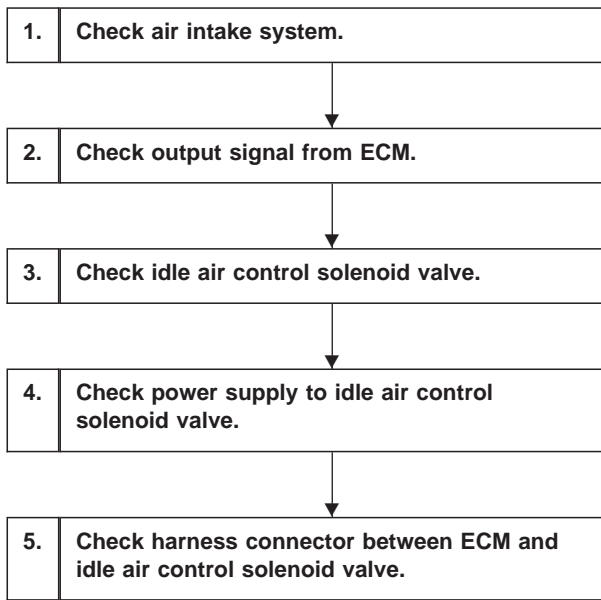 1. Check air intake system.
2. Check output signal from ECM.
3. Check idle air control solenoid valve.
4. Check power supply to idle air control
solenoid valve.
5. Check harness connector between ECM and
idle air control solenoid valve.